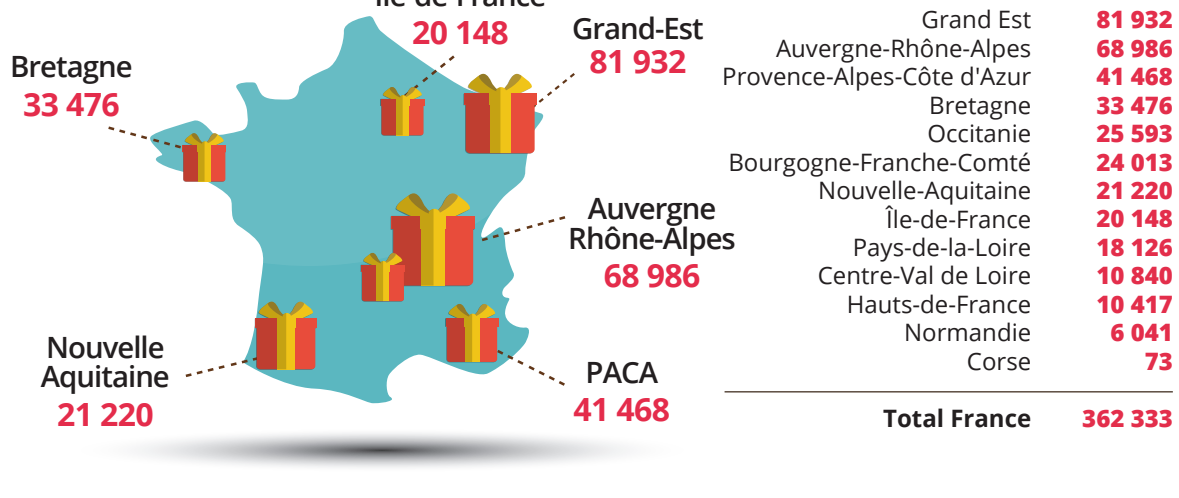 Île-de-France
20 148
Grand-Est
81 932
Bretagne
33 476
Auvergne
Rhône-Alpes
68 986
Nouvelle
Aquitaine
21 220
PACA
41 468
Grand Est 81 932
Auvergne-Rhône-Alpes 68 986
Provence-Alpes-Côte d'Azur 41 468
Bretagne 33 476
Occitanie 25 593
Bourgogne-Franche-Comté 24 013
Nouvelle-Aquitaine 21 220
Île-de-France 20 148
Pays-de-la-Loire 18 126
Centre-Val de Loire 10 840
Hauts-de-France 10 417
Normandie 6 041
Corse 73
Total France 362 333